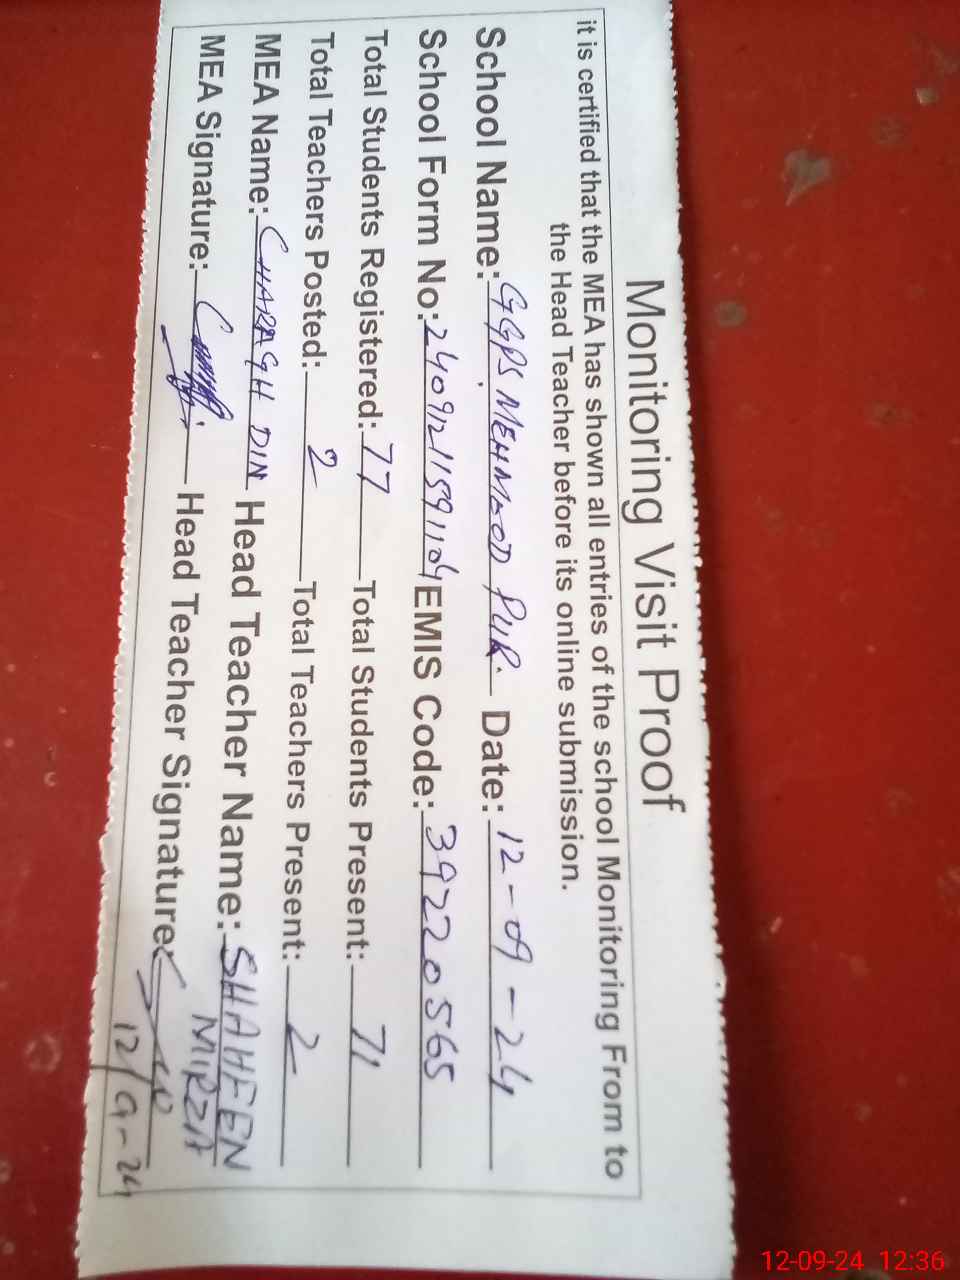 Monitoring Visit Proof
it is certified that the MEA has shown all entries of the school Monitoring From to
the Head Teacher before its online submission.
School Name: GGPS MEHMOOD PUR. Date: 12-09-24
School Form No: 24091211591104 EMIS Code: 39220565
Total Students Registered: 77 Total Students Present: 71
Total Teachers Posted: 2 Total Teachers Present: 2
MEA Name: CHARAGH DIN Head Teacher Name: SHAHEEN
MIRZA
MEA Signature: Head Teacher Signature:
12/9-24
12-09-24 12:36